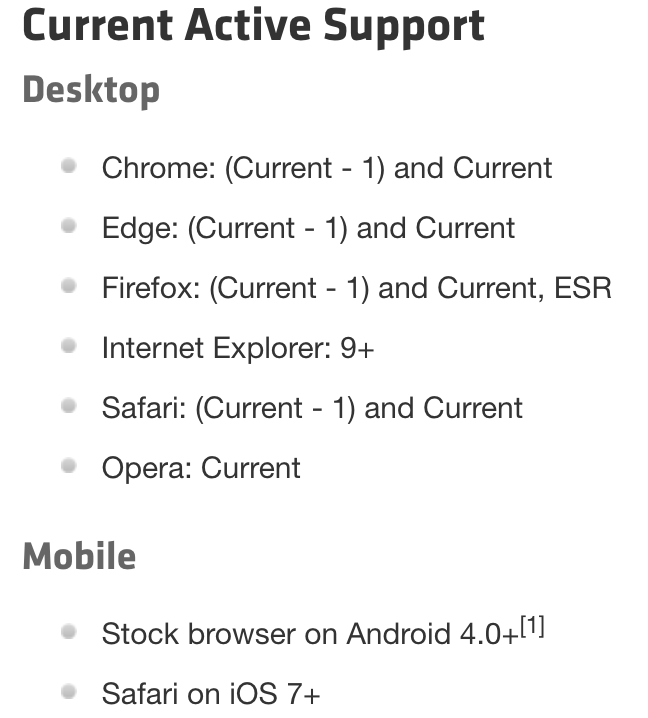 Current Active Support
Desktop
Chrome: (Current - 1) and Current
Edge: (Current - 1) and Current
Firefox: (Current - 1) and Current, ESR
Internet Explorer: 9+
Safari: (Current - 1) and Current
Opera: Current
Mobile
Stock browser on Android 4.0+[1]
Safari on iOS 7+